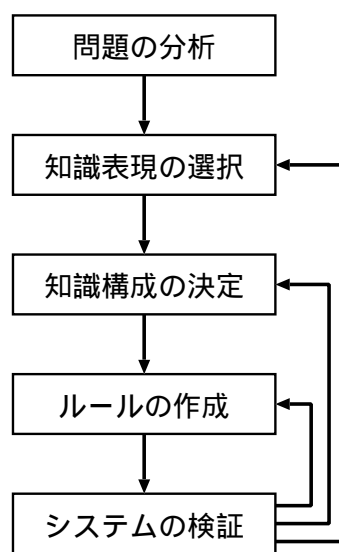 問題の分析
知識表現の選択
知識構成の決定
ルールの作成
システムの検証